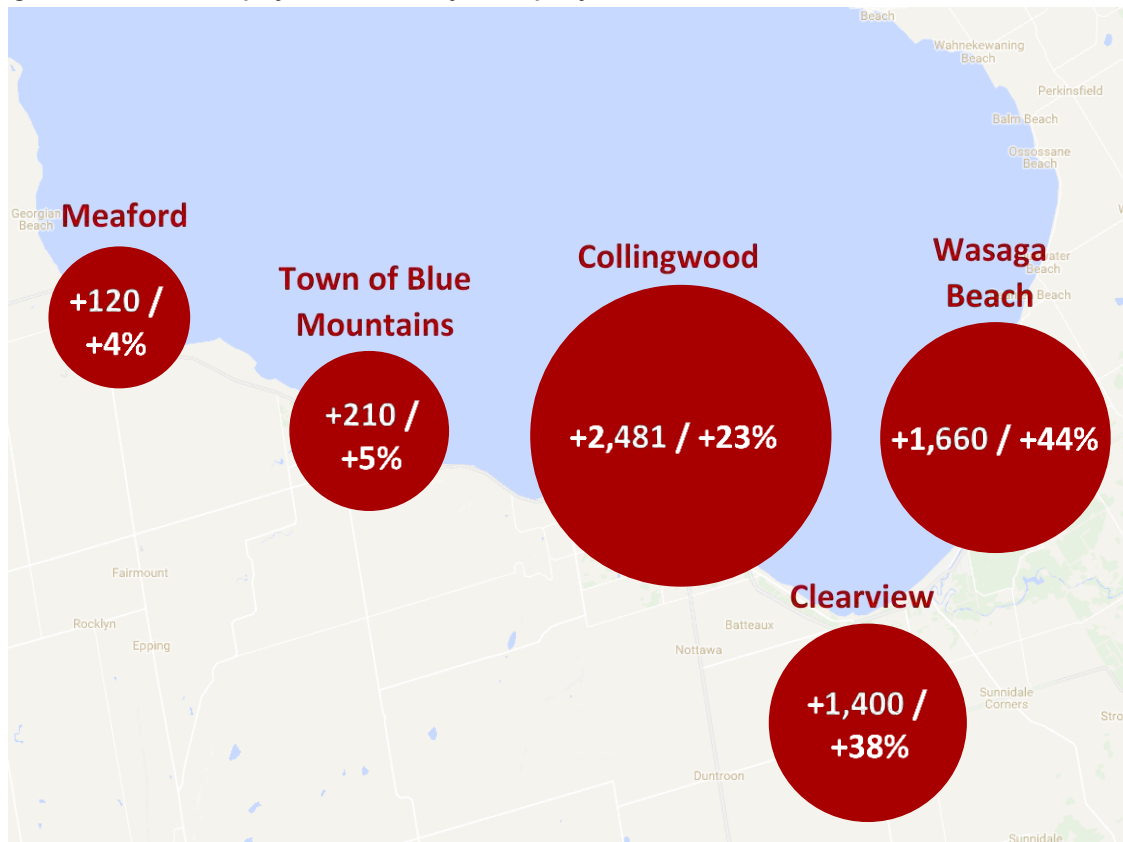 Beach
Wahnekewaning
Beach
Perkinsfield
Balm Beach
Ossossane
Beach
Georgian
Beach
Meaford
+120 /
+4%
Town of Blue
Mountains
+210 /
+5%
Collingwood
+2,481 / +23%
Wasaga
Beach
Beach
Beach
+1,660 / +44%
Clearview
+1,400 /
+38%
Fairmount
Rocklyn
Epping
Batteaux
Nottawa
Sunnidale
Corners
Duntroon
Sunnidale